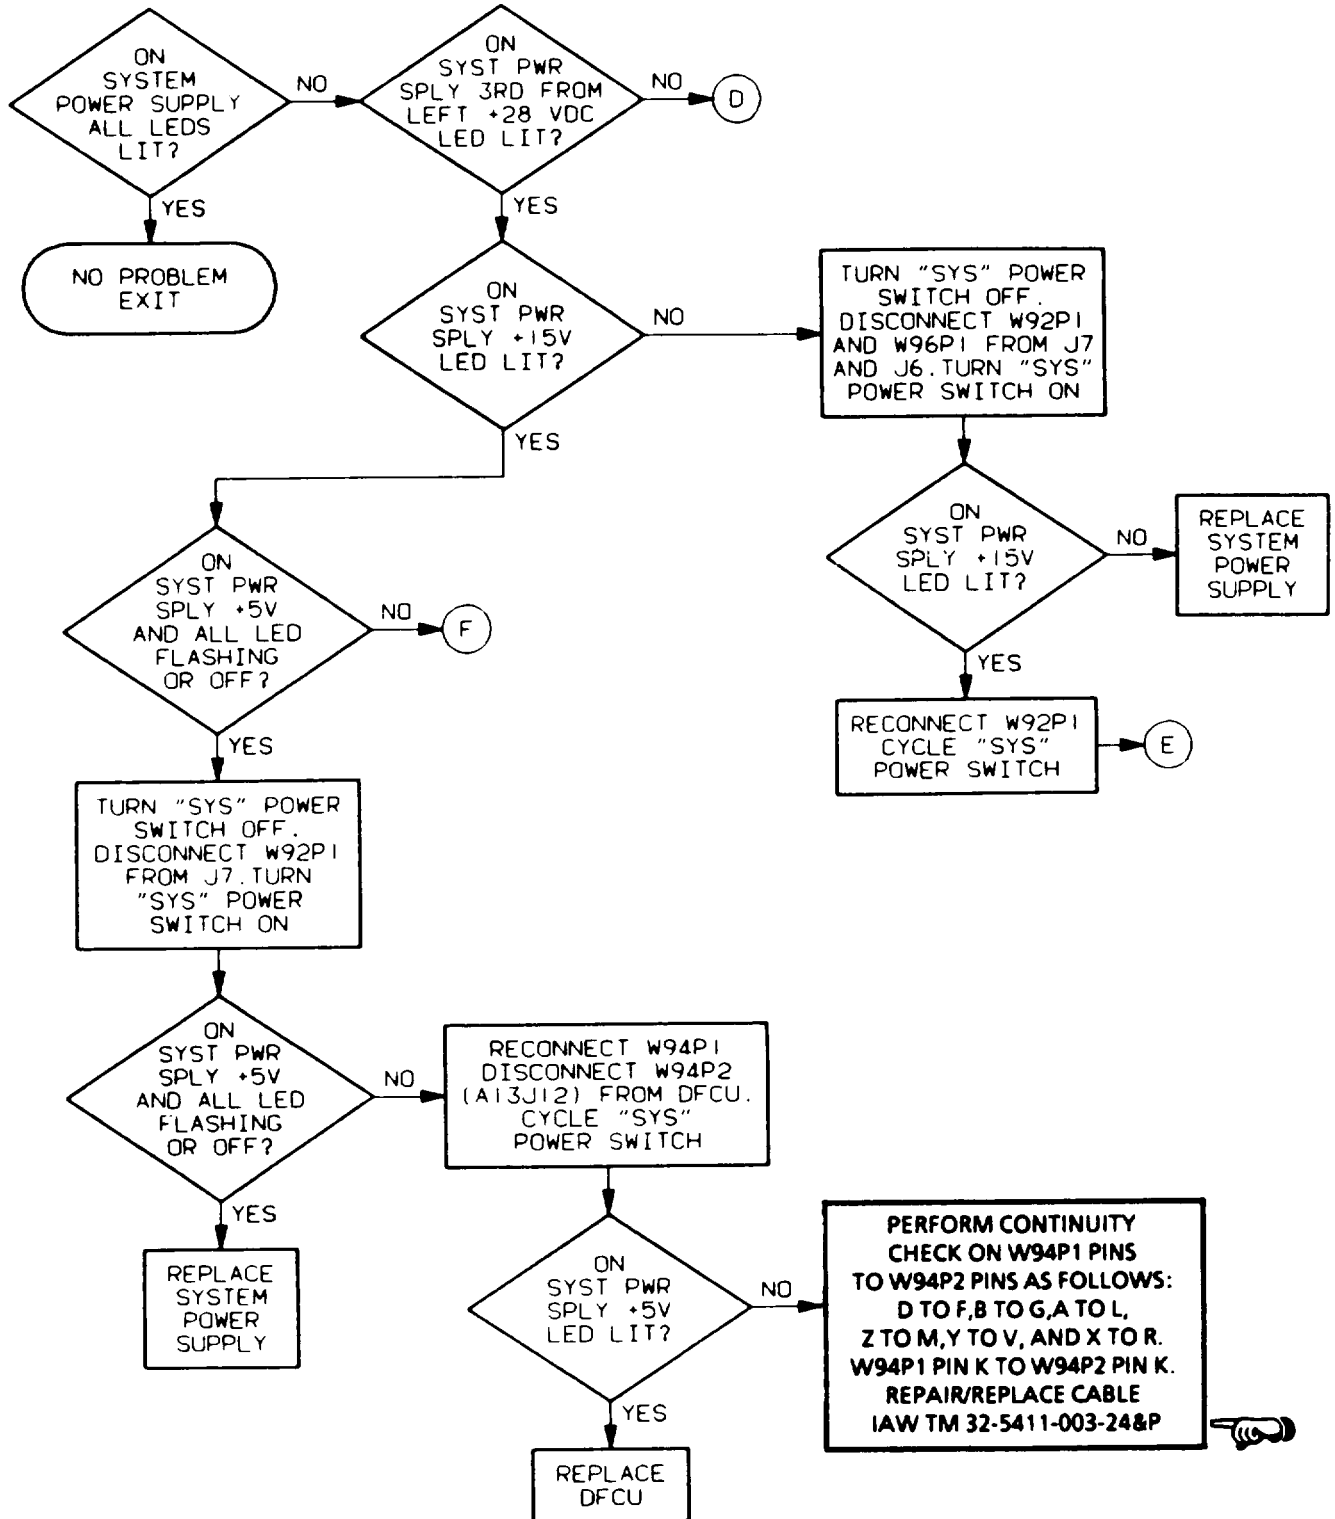 ON
SYSTEM
POWER SUPPLY
ALL LEDS
LIT?
NO
YES
NO PROBLEM
EXIT
ON
SYST PWR
SPLY 3RD FROM
LEFT +28 VDC
LED LIT?
NO
D
YES
ON
SYST PWR
SPLY +15V
LED LIT?
NO
YES
TURN "SYS" POWER
SWITCH OFF.
DISCONNECT W92P1
AND W96P1 FROM J7
AND J6.TURN "SYS"
POWER SWITCH ON
ON
SYST PWR
SPLY +15V
LED LIT?
NO
REPLACE
SYSTEM
POWER
SUPPLY
YES
RECONNECT W92P1
CYCLE "SYS"
POWER SWITCH
E
ON
SYST PWR
SPLY +5V
AND ALL LED
FLASHING
OR OFF?
NO
F
YES
TURN "SYS" POWER
SWITCH OFF.
DISCONNECT W92P1
FROM J7.TURN
"SYS" POWER
SWITCH ON
ON
SYST PWR
SPLY +5V
AND ALL LED
FLASHING
OR OFF?
NO
YES
REPLACE
SYSTEM
POWER
SUPPLY
RECONNECT W94P1
DISCONNECT W94P2
(A13J12) FROM DFCU.
CYCLE "SYS"
POWER SWITCH
ON
SYST PWR
SPLY +5V
LED LIT?
NO
YES
REPLACE
DFCU
PERFORM CONTINUITY
CHECK ON W94P1 PINS
TO W94P2 PINS AS FOLLOWS:
D TO F,B TO G,A TO L,
Z TO M,Y TO V, AND X TO R.
W94P1 PIN K TO W94P2 PIN K.
REPAIR/REPLACE CABLE
IAW TM 32-5411-003-24&P